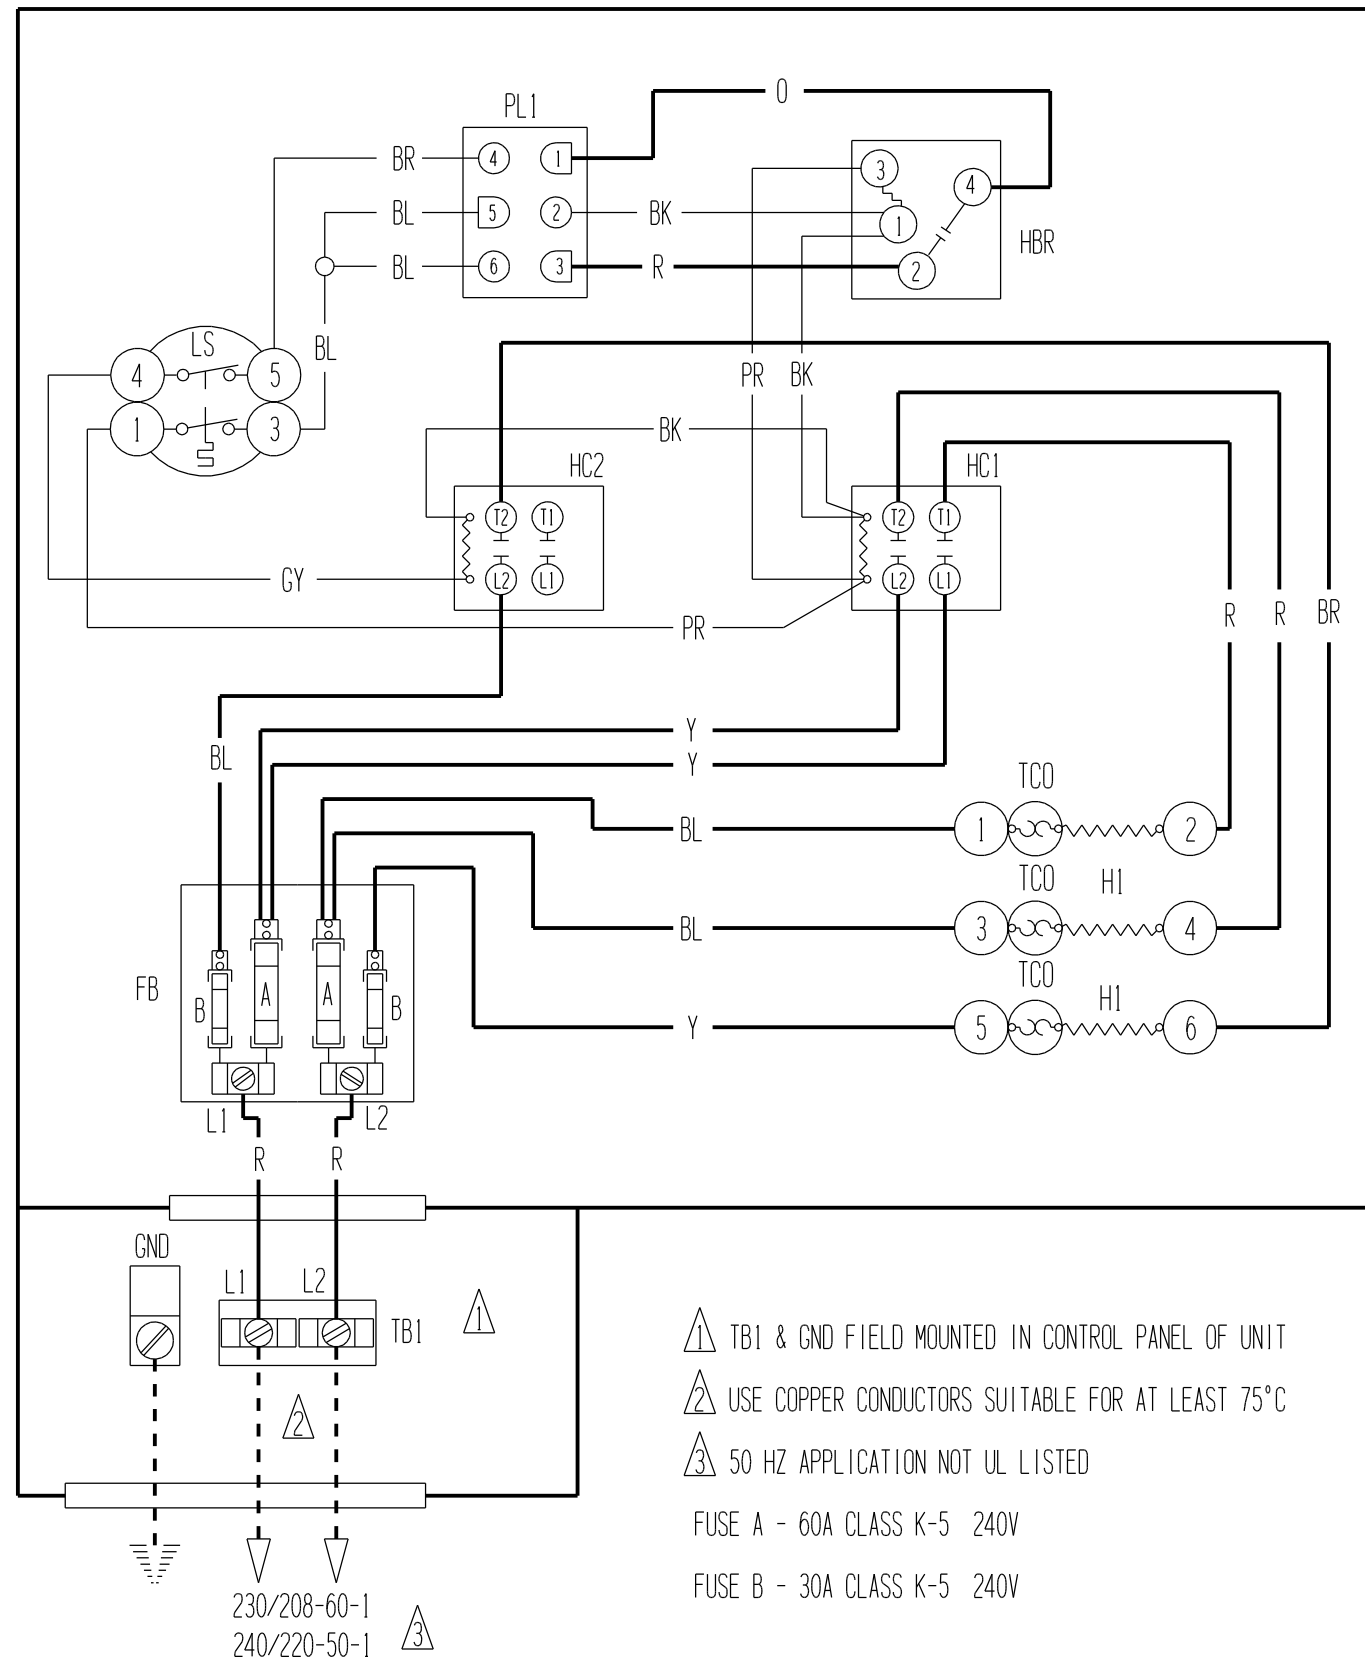 O
PL1
BR 4 1
3
4
BL 5 2 BK
1
HBR
BL 6 3 R
2
LS
BL
4 5
PR BK
1 3
BK
HC2
HC1
T2 T1
T2 T1
GY
L2 L1
L2 L1
R R BR
PR
Y
BL
Y
TCO
BL
1 2
TCO
H1
BL
3 4
TCO
FB
B A A B
H1
Y
5 6
L1 L2
R R
GND
L1 L2
TB1
1
2
1 TB1 & GND FIELD MOUNTED IN CONTROL PANEL OF UNIT
2 USE COPPER CONDUCTORS SUITABLE FOR AT LEAST 75°C
3 50 HZ APPLICATION NOT UL LISTED
FUSE A - 60A CLASS K-5 240V
FUSE B - 30A CLASS K-5 240V
230/208-60-1
240/220-50-1
3